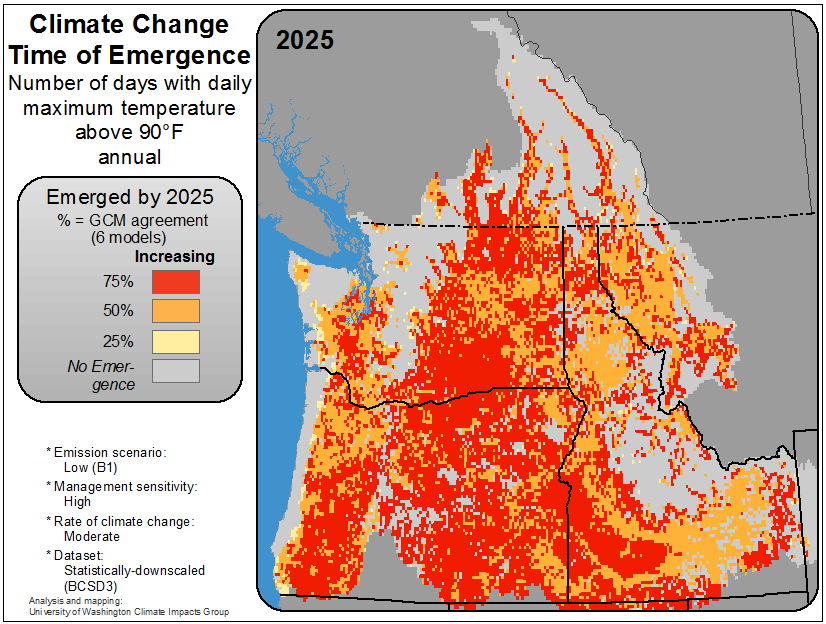 Climate Change
Time of Emergence
Number of days with daily
maximum temperature
above 90°F
annual
Emerged by 2025
% = GCM agreement
(6 models)
Increasing
75%
50%
25%
No Emer-
gence
* Emission scenario:
Low (B1)
* Management sensitivity:
High
* Rate of climate change:
Moderate
* Dataset:
Statistically-downscaled
(BCSD3)
Analysis and mapping:
University of Washington Climate Impacts Group
2025